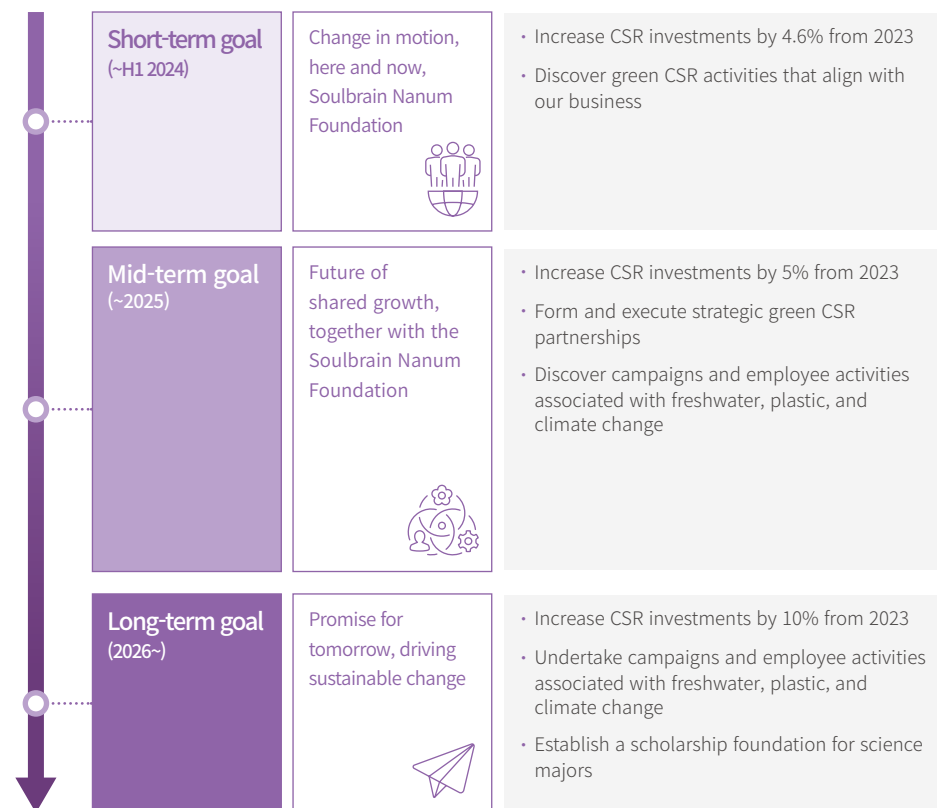 Short-term goal
(~H1 2024)
Change in motion,
here and now,
Soulbrain Nanum
Foundation
· Increase CSR investments by 4.6% from 2023
· Discover green CSR activities that align with
our business
Mid-term goal
(~2025)
Future of
shared growth,
together with the
Soulbrain Nanum
Foundation
· Increase CSR investments by 5% from 2023
· Form and execute strategic green CSR
partnerships
· Discover campaigns and employee activities
associated with freshwater, plastic, and
climate change
Long-term goal
(2026~)
Promise for
tomorrow, driving
sustainable change
· Increase CSR investments by 10% from 2023
· Undertake campaigns and employee activities
associated with freshwater, plastic, and
climate change
· Establish a scholarship foundation for science
majors